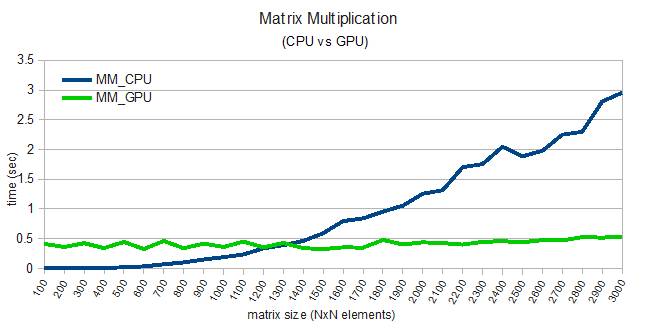 Matrix Multiplication
(CPU vs GPU)
3.5
3
2.5
2
1.5
1
0.5
0
time (sec)
MM_CPU
MM_GPU
100 200 300 400 500 600 700 800 900 1000 1100 1200 1300 1400 1500 1600 1700 1800 1900 2000 2100 2200 2300 2400 2500 2600 2700 2800 2900 3000
matrix size (NxN elements)